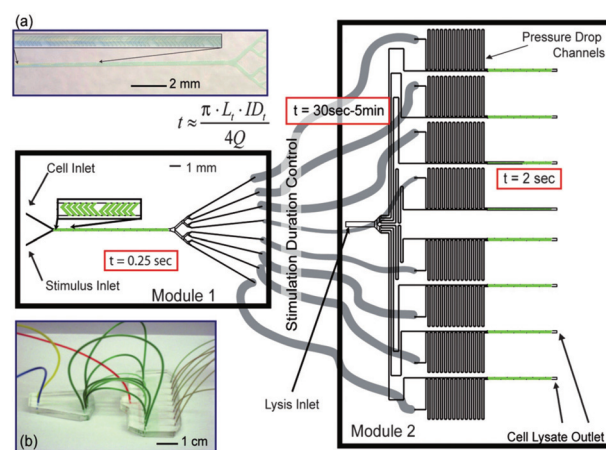 (a)
2 mm
t ≈ π · Lt · IDt / 4Q
Cell Inlet
1 mm
t = 0.25 sec
Stimulus Inlet
Module 1
Stimulation Duration Control
t = 30sec-5min
Pressure Drop
Channels
t = 2 sec
Lysis Inlet
Cell Lysate Outlet
Module 2
(b)
1 cm